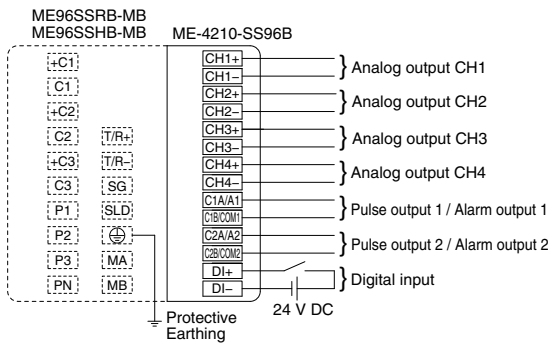 ME96SSRB-MB
ME96SSHB-MB
ME-4210-SS96B
+C1
C1
+C2
C2 T/R+
+C3 T/R–
C3 SG
P1 SLD
P2
P3 MA
PN MB
CH1+
CH1–
Analog output CH1
CH2+
CH2–
Analog output CH2
CH3+
CH3–
Analog output CH3
CH4+
CH4–
Analog output CH4
C1A/A1
C1B/COM1
Pulse output 1 / Alarm output 1
C2A/A2
C2B/COM2
Pulse output 2 / Alarm output 2
DI+
DI–
Digital input
24 V DC
Protective
Earthing